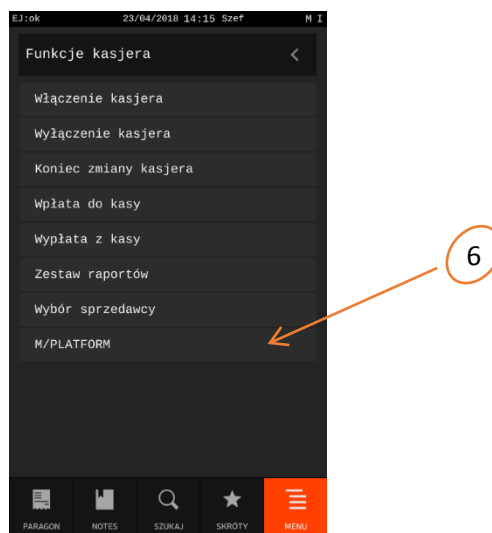 EJ:ok 23/04/2018 14:15 Szef M I
Funkcje kasjera
Włączenie kasjera
Wyłączenie kasjera
Koniec zmiany kasjera
Wpłata do kasy
Wypłata z kasy
Zestaw raportów
Wybór sprzedawcy
M/PLATFORM
6
PARAGON NOTES SZUKAJ SKRÓTY MENU